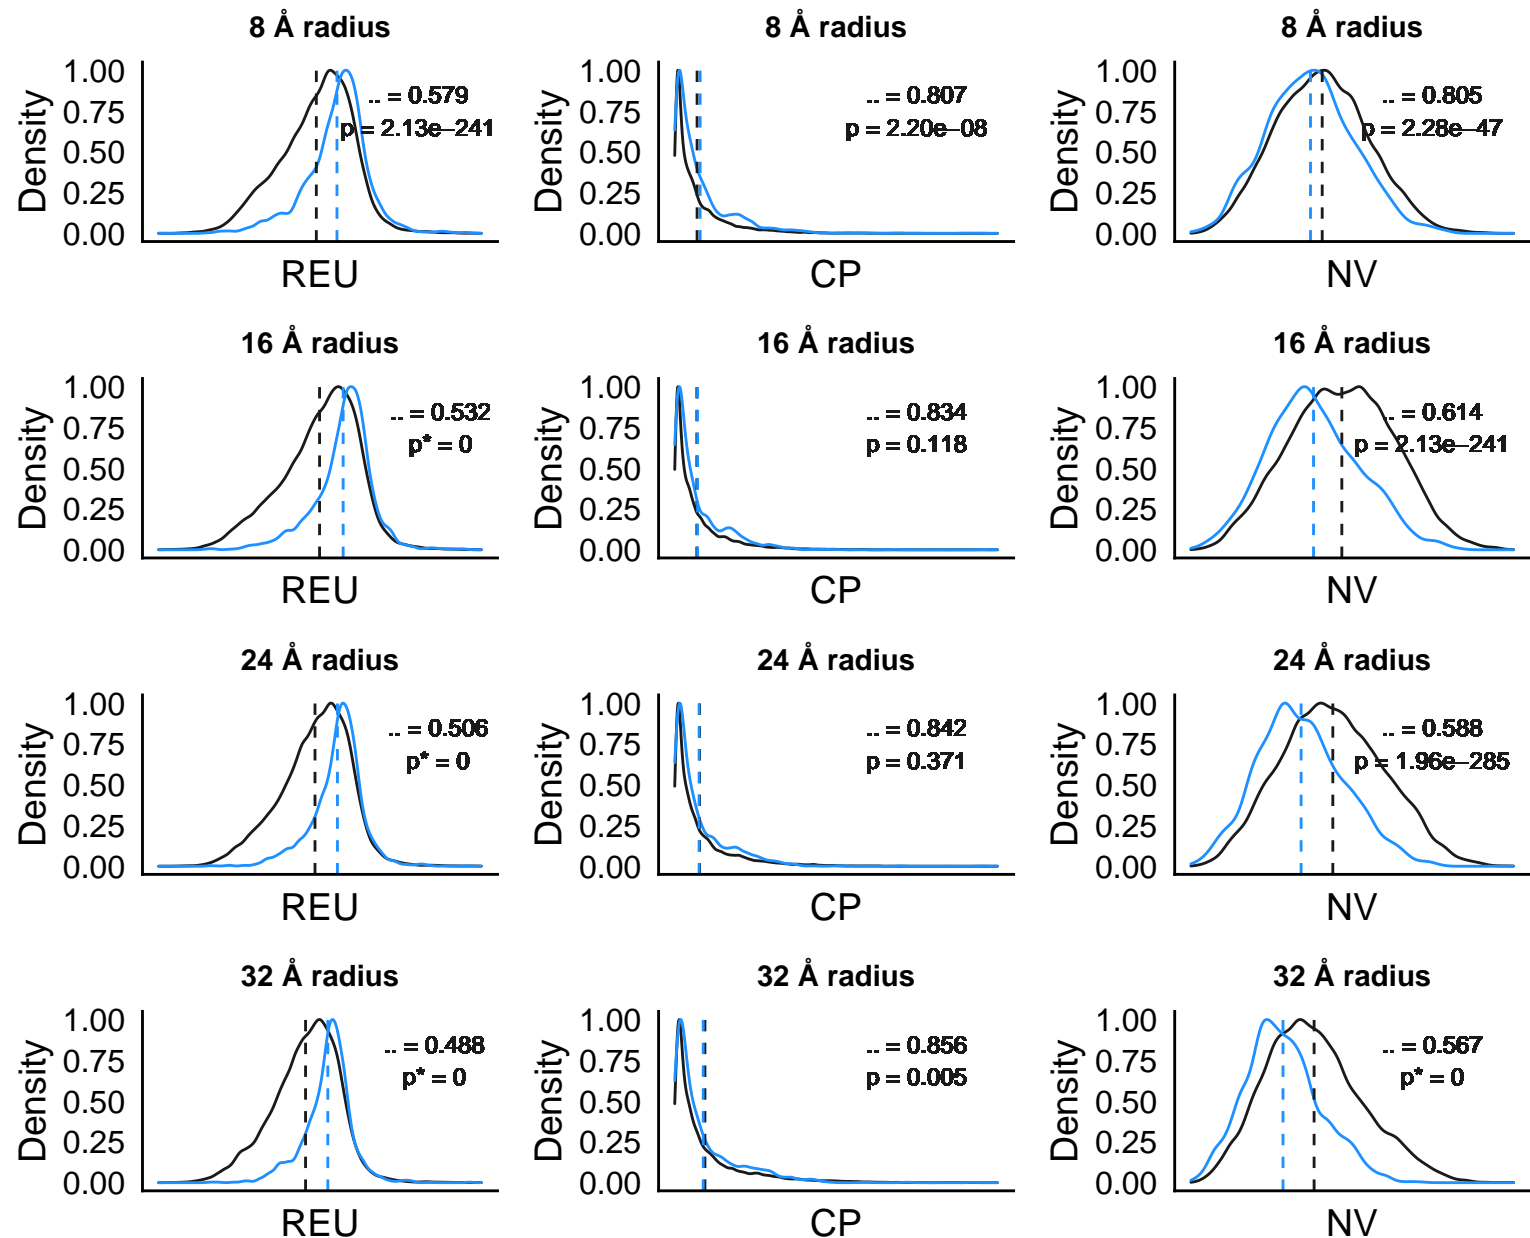 8 Å radius
8 Å radius
8 Å radius
Density
1.00
0.75
0.50
0.25
0.00
.. = 0.579
p = 2.13e−241
REU
Density
1.00
0.75
0.50
0.25
0.00
.. = 0.807
p = 2.20e−08
CP
Density
1.00
0.75
0.50
0.25
0.00
.. = 0.805
p = 2.28e−47
NV
16 Å radius
16 Å radius
16 Å radius
Density
1.00
0.75
0.50
0.25
0.00
.. = 0.532
p* = 0
REU
Density
1.00
0.75
0.50
0.25
0.00
.. = 0.834
p = 0.118
CP
Density
1.00
0.75
0.50
0.25
0.00
.. = 0.614
p = 2.13e−241
NV
24 Å radius
24 Å radius
24 Å radius
Density
1.00
0.75
0.50
0.25
0.00
.. = 0.506
p* = 0
REU
Density
1.00
0.75
0.50
0.25
0.00
.. = 0.842
p = 0.371
CP
Density
1.00
0.75
0.50
0.25
0.00
.. = 0.588
p = 1.96e−285
NV
32 Å radius
32 Å radius
32 Å radius
Density
1.00
0.75
0.50
0.25
0.00
.. = 0.488
p* = 0
REU
Density
1.00
0.75
0.50
0.25
0.00
.. = 0.856
p = 0.005
CP
Density
1.00
0.75
0.50
0.25
0.00
.. = 0.567
p* = 0
NV